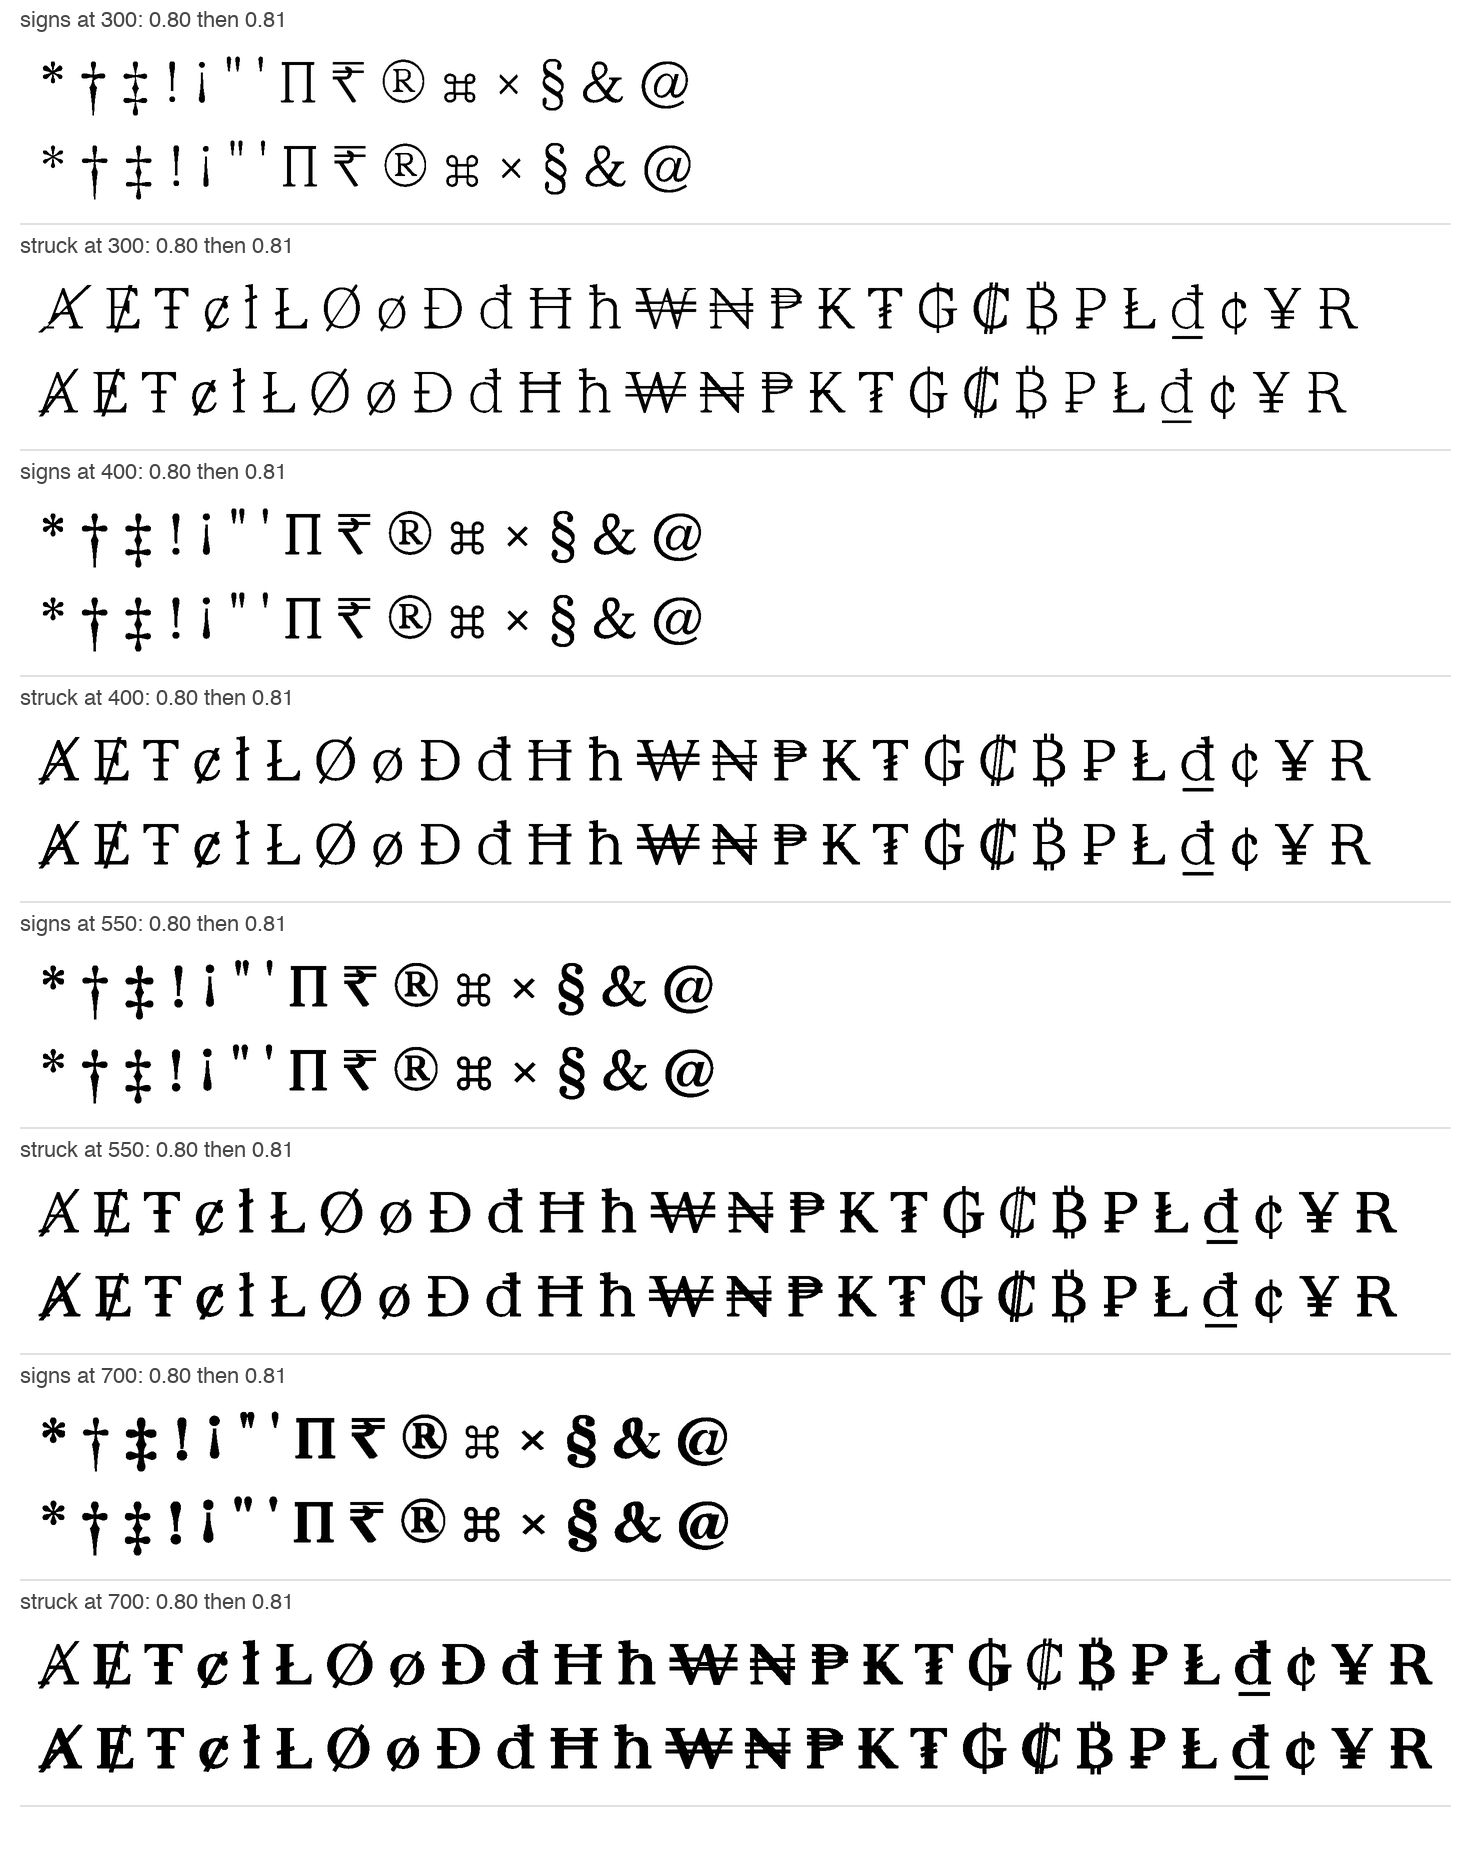 signs at 300: 0.80 then 0.81
* † ‡ ! ¡ " ' ∏ ₹ ® ⌘ × § & @
* † ‡ ! ¡ " ' ∏ ₹ ® ⌘ × § & @
struck at 300: 0.80 then 0.81
Ⱥ Ɇ Ŧ ȼ ł Ł Ø ø Đ đ Ħ ħ ₩ ₦ ₱ ₭ ₮ ₲ ₡ ₿ ₽ Ⱡ ₫ ¢ ¥ R
Ⱥ Ɇ Ŧ ȼ ł Ł Ø ø Đ đ Ħ ħ ₩ ₦ ₱ ₭ ₮ ₲ ₡ ₿ ₽ Ⱡ ₫ ¢ ¥ R
signs at 400: 0.80 then 0.81
* † ‡ ! ¡ " ' ∏ ₹ ® ⌘ × § & @
* † ‡ ! ¡ " ' ∏ ₹ ® ⌘ × § & @
struck at 400: 0.80 then 0.81
Ⱥ Ɇ Ŧ ȼ ł Ł Ø ø Đ đ Ħ ħ ₩ ₦ ₱ ₭ ₮ ₲ ₡ ₿ ₽ Ⱡ ₫ ¢ ¥ R
Ⱥ Ɇ Ŧ ȼ ł Ł Ø ø Đ đ Ħ ħ ₩ ₦ ₱ ₭ ₮ ₲ ₡ ₿ ₽ Ⱡ ₫ ¢ ¥ R
signs at 550: 0.80 then 0.81
* † ‡ ! ¡ " ' ∏ ₹ ® ⌘ × § & @
* † ‡ ! ¡ " ' ∏ ₹ ® ⌘ × § & @
struck at 550: 0.80 then 0.81
Ⱥ Ɇ Ŧ ȼ ł Ł Ø ø Đ đ Ħ ħ ₩ ₦ ₱ ₭ ₮ ₲ ₡ ₿ ₽ Ⱡ ₫ ¢ ¥ R
Ⱥ Ɇ Ŧ ȼ ł Ł Ø ø Đ đ Ħ ħ ₩ ₦ ₱ ₭ ₮ ₲ ₡ ₿ ₽ Ⱡ ₫ ¢ ¥ R
signs at 700: 0.80 then 0.81
* † ‡ ! ¡ " ' ∏ ₹ ® ⌘ × § & @
* † ‡ ! ¡ " ' ∏ ₹ ® ⌘ × § & @
struck at 700: 0.80 then 0.81
Ⱥ Ɇ Ŧ ȼ ł Ł Ø ø Đ đ Ħ ħ ₩ ₦ ₱ ₭ ₮ ₲ ₡ ₿ ₽ Ⱡ ₫ ¢ ¥ R
Ⱥ Ɇ Ŧ ȼ ł Ł Ø ø Đ đ Ħ ħ ₩ ₦ ₱ ₭ ₮ ₲ ₡ ₿ ₽ Ⱡ ₫ ¢ ¥ R